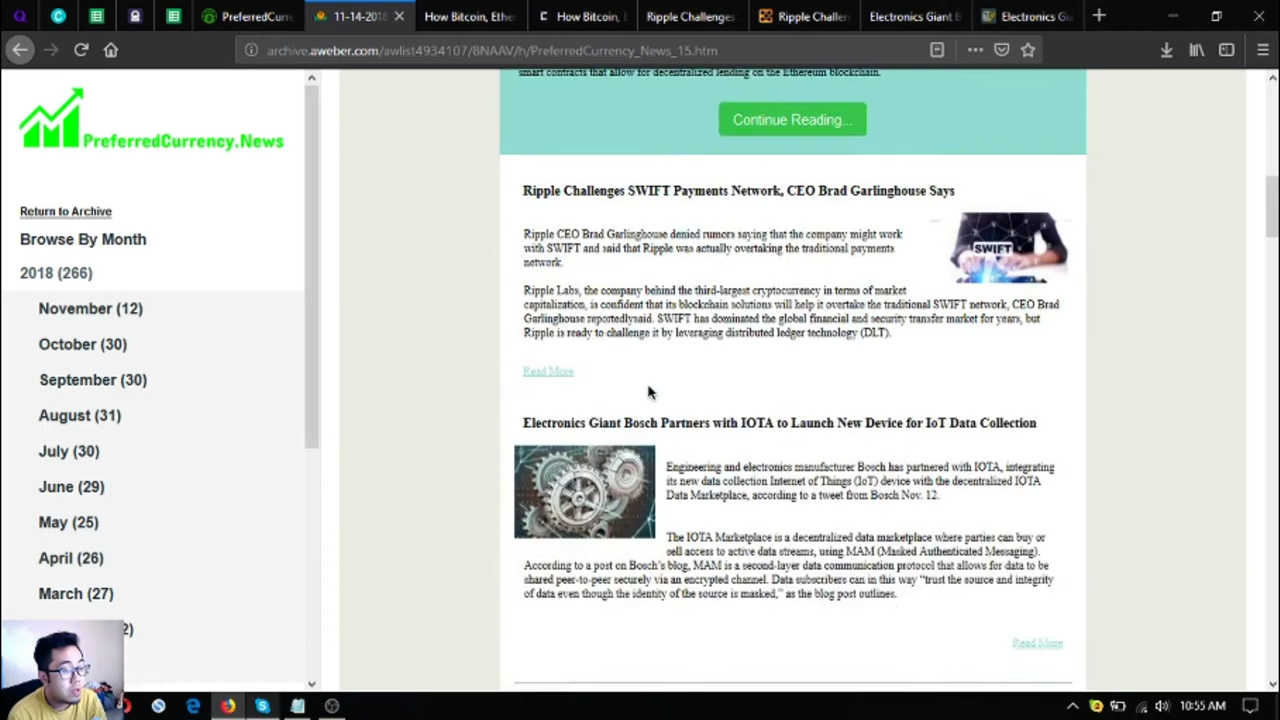 PreferredCurre
11-14-2018
How Bitcoin, Ethe
How Bitcoin,
Ripple Challenges
Ripple Challen
Electronics Giant B
Electronics Gia
archive.aweber.com/awlist4934107/8NAAV/h/PreferredCurrency_News_15.htm
smart contracts that allow for decentralized lending on the Ethereum blockchain.
Continue Reading...
PreferredCurrency.News
Return to Archive
Browse By Month
2018 (266)
November (12)
October (30)
September (30)
August (31)
July (30)
June (29)
May (25)
April (26)
March (27)
2)
Ripple Challenges SWIFT Payments Network, CEO Brad Garlinghouse Says
Ripple CEO Brad Garlinghouse denied rumors saying that the company might work
with SWIFT and said that Ripple was actually overtaking the traditional payments
network.
SWIFT
Ripple Labs, the company behind the third-largest cryptocurrency in terms of market
capitalization, is confident that its blockchain solutions will help it overtake the traditional SWIFT network, CEO Brad
Garlinghouse reportedlysaid. SWIFT has dominated the global financial and security transfer market for years, but
Ripple is ready to challenge it by leveraging distributed ledger technology (DLT).
Read More
Electronics Giant Bosch Partners with IOTA to Launch New Device for IoT Data Collection
Engineering and electronics manufacturer Bosch has partnered with IOTA, integrating
its new data collection Internet of Things (IoT) device with the decentralized IOTA
Data Marketplace, according to a tweet from Bosch Nov. 12.
The IOTA Marketplace is a decentralized data marketplace where parties can buy or
sell access to active data streams, using MAM (Masked Authenticated Messaging).
According to a post on Bosch's blog, MAM is a second-layer data communication protocol that allows for data to be
shared peer-to-peer securely via an encrypted channel. Data subscribers can in this way “trust the source and integrity
of data even though the identity of the source is masked,” as the blog post outlines.
Read More
10:55 AM